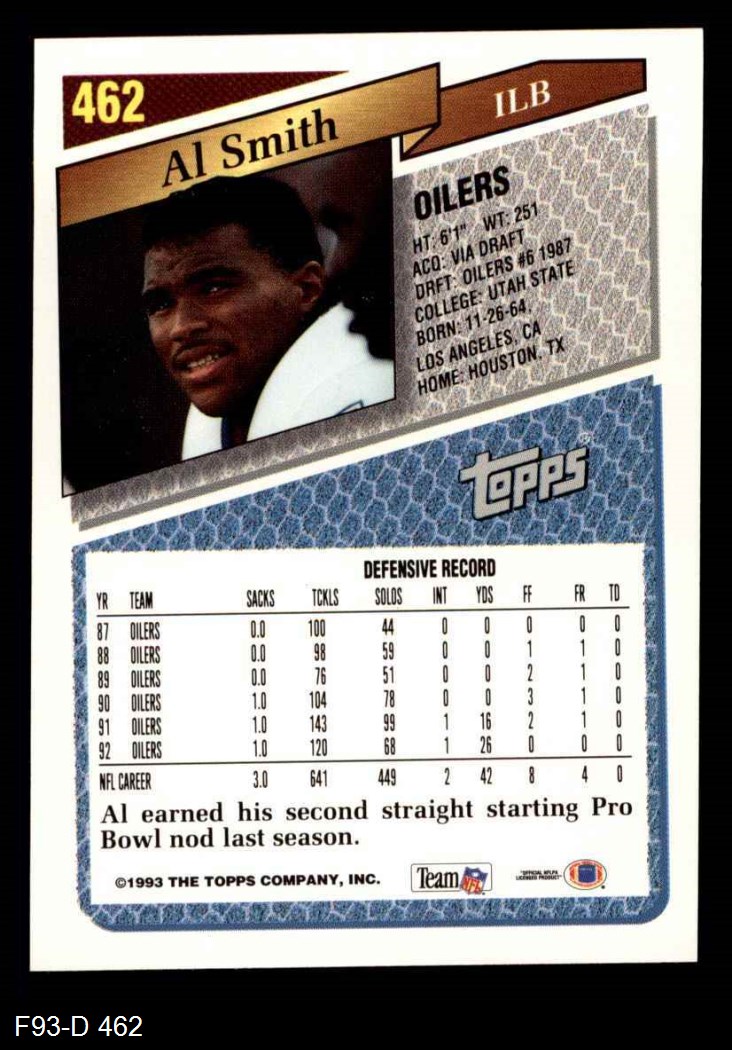 462
Al Smith
ILB
OILERS
HT: 6'1" WT: 251
ACQ: VIA DRAFT
DRFT: OILERS #6 1987
COLLEGE: UTAH STATE
BORN: 11-26-64,
LOS ANGELES, CA
HOME: HOUSTON, TX
Topps®
DEFENSIVE RECORD
YR TEAM SACKS TCKLS SOLOS INT YDS FF FR TD
87 OILERS 0.0 100 44 0 0 0 0 0
88 OILERS 0.0 98 59 0 0 1 1 0
89 OILERS 0.0 76 51 0 0 2 1 0
90 OILERS 1.0 104 78 0 0 3 1 0
91 OILERS 1.0 143 99 1 16 2 1 0
92 OILERS 1.0 120 68 1 26 0 0 0
NFL CAREER 3.0 641 449 2 42 8 4 0
Al earned his second straight starting Pro
Bowl nod last season.
©1993 THE TOPPS COMPANY, INC.
Team NFL
"OFFICIAL NFLPA
LICENSED PRODUCT"
F93-D 462